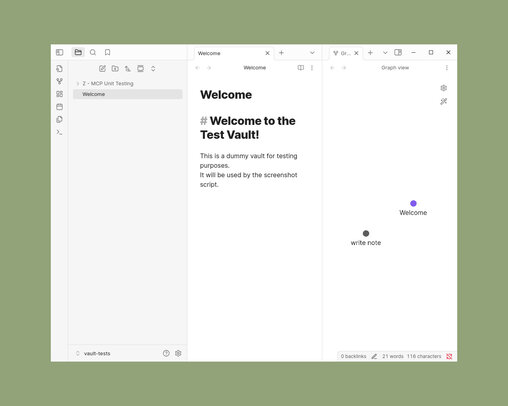 Welcome
Gr...
Welcome
Graph view
Z - MCP Unit Testing
Welcome
Welcome
# Welcome to the
Test Vault!
This is a dummy vault for testing
purposes.
It will be used by the screenshot
script.
Welcome
write note
vault-tests
0 backlinks
21 words
116 characters